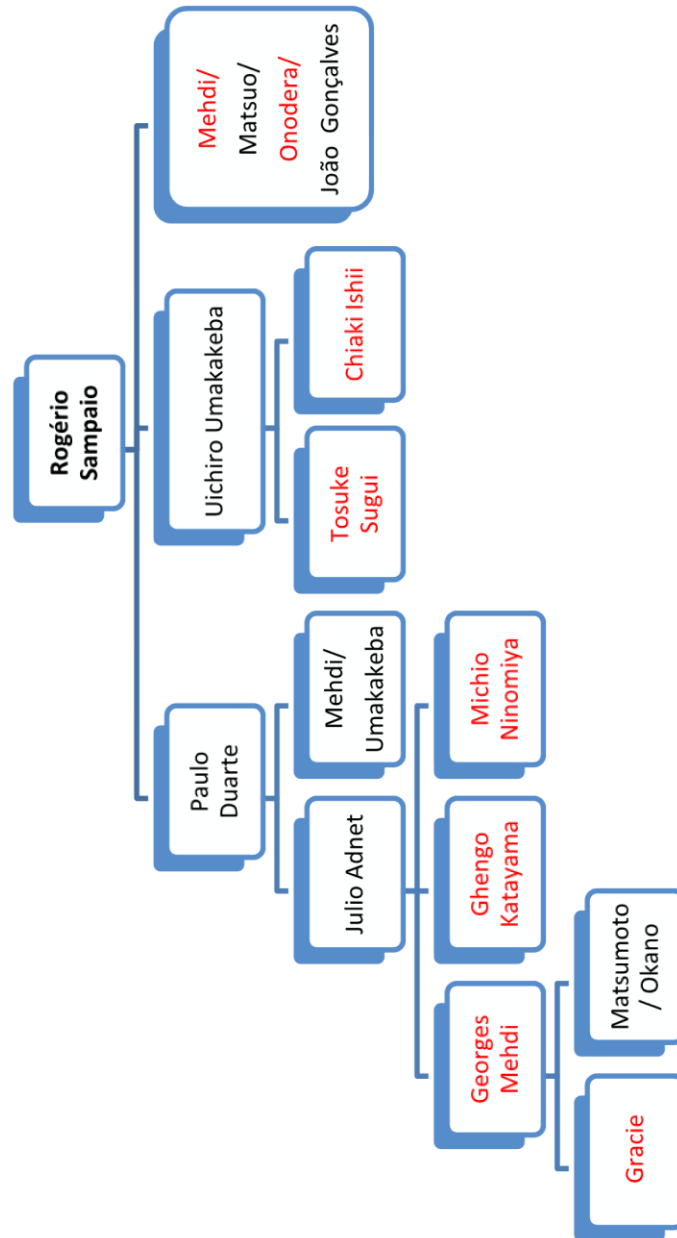 Rogério
Sampaio
Paulo
Duarte
Uichiro Umakakeba
Mehdi/
Matsuo/
Onodera/
João Gonçalves
Julio Adnet
Mehdi/
Umakakeba
Tosuke
Sugui
Chiaki Ishii
Georges
Mehdi
Ghengo
Katayama
Michio
Ninomiya
Gracie
Matsumoto
/ Okano